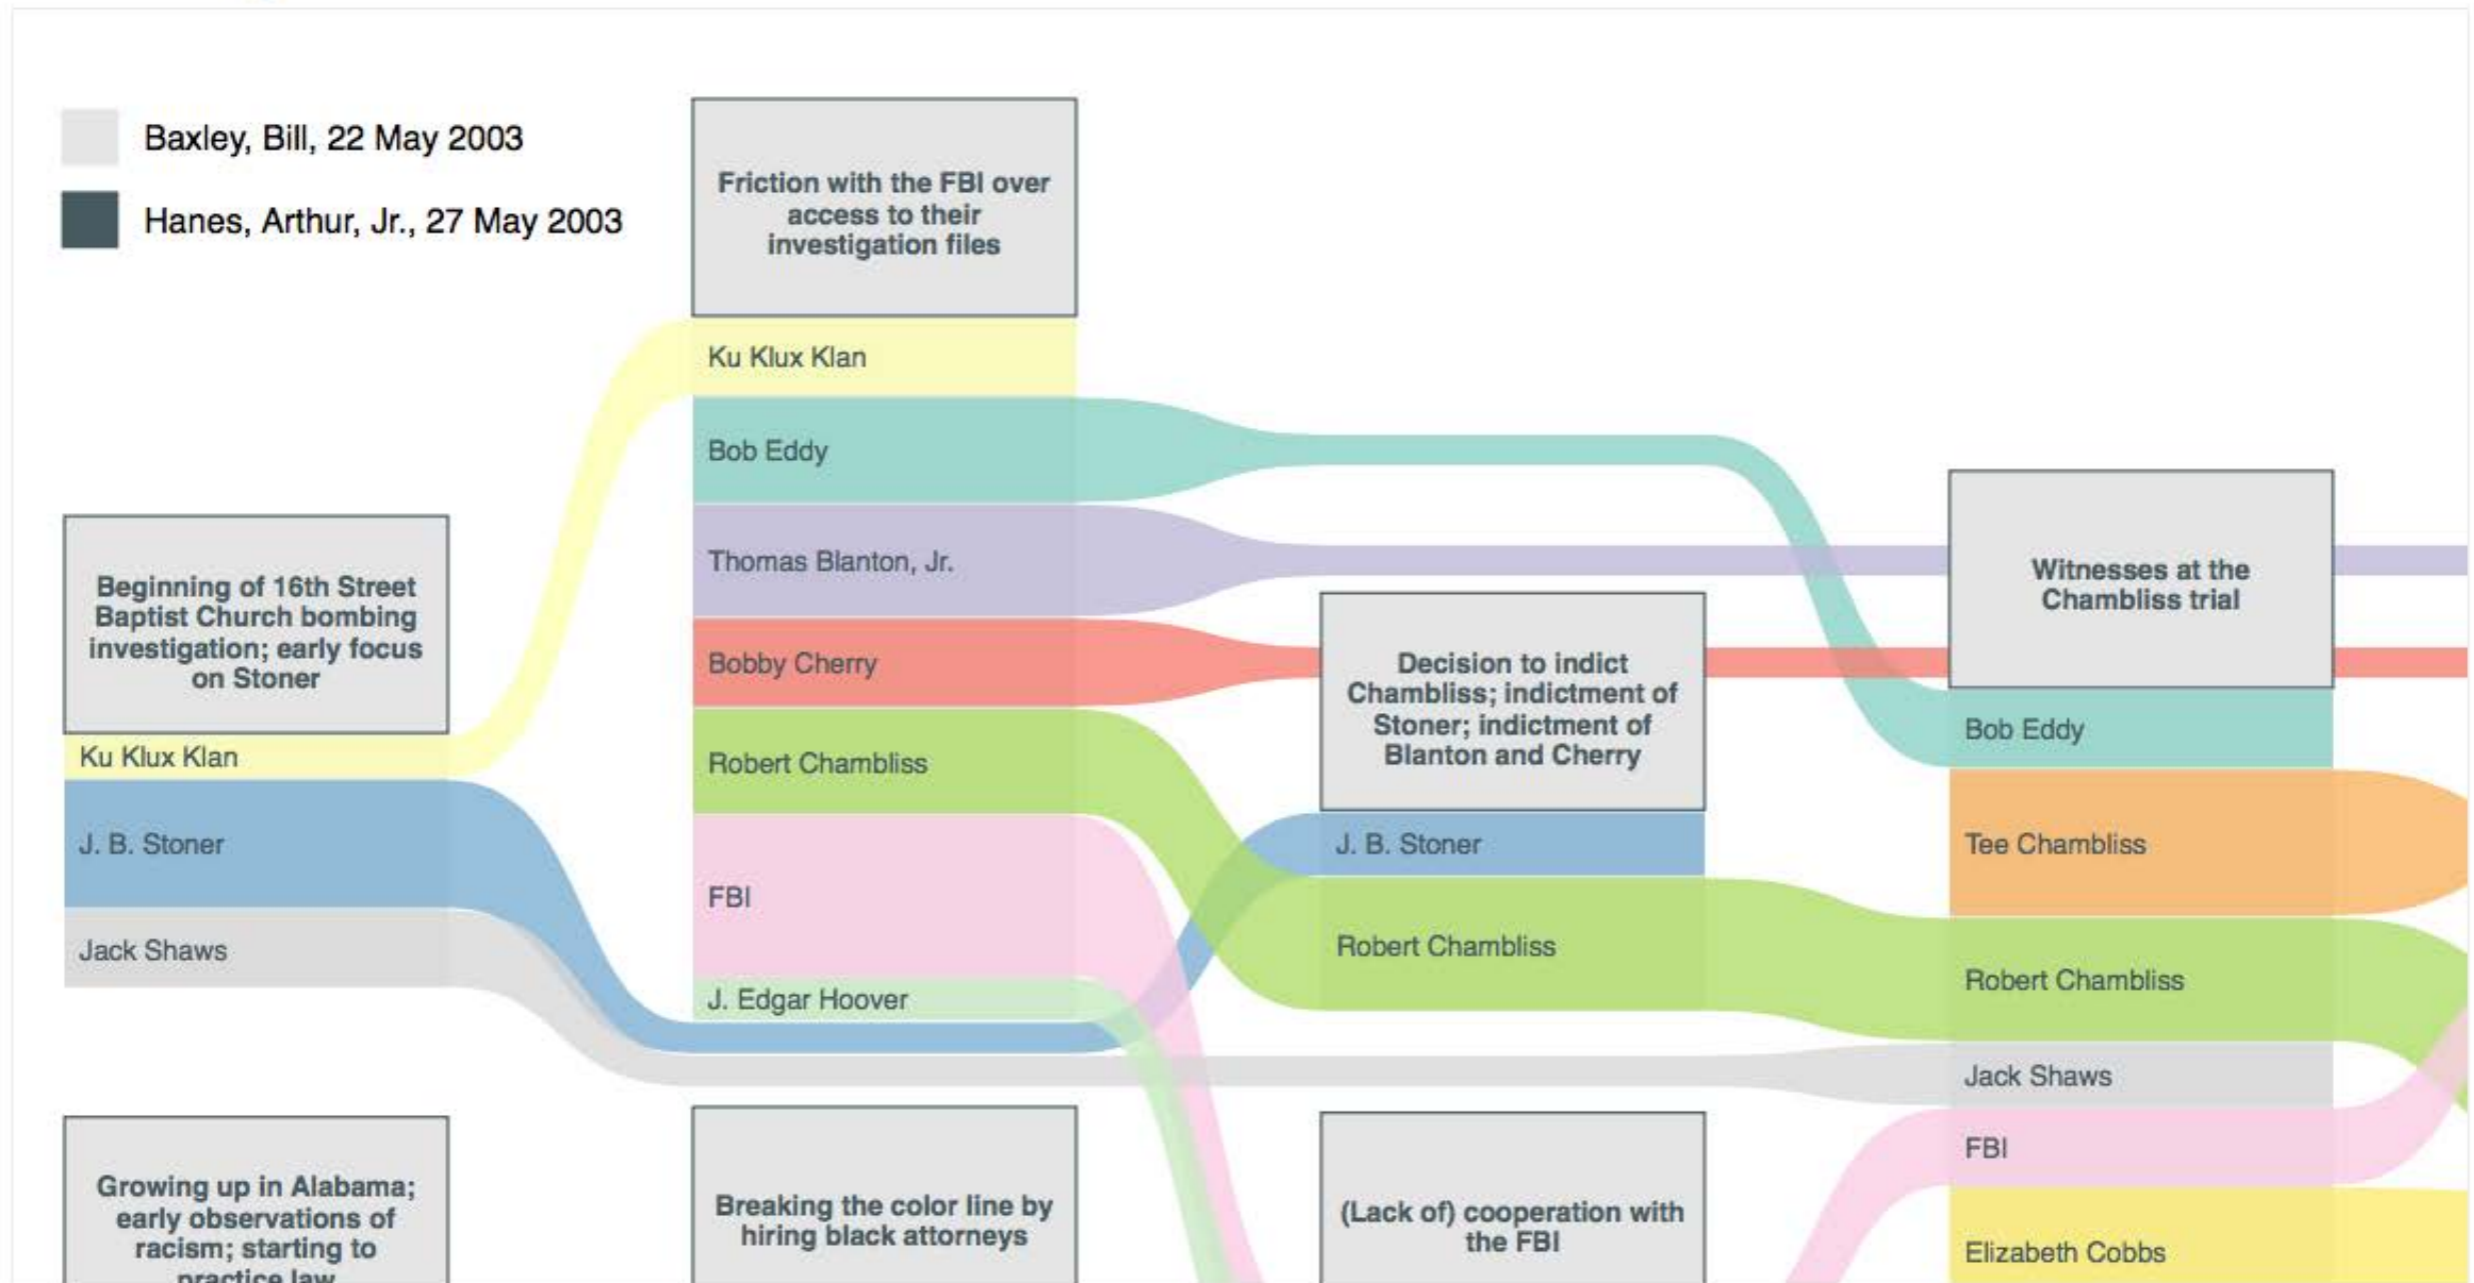 Baxley, Bill, 22 May 2003
Hanes, Arthur, Jr., 27 May 2003
Beginning of 16th Street
Baptist Church bombing
investigation; early focus
on Stoner
Ku Klux Klan
J. B. Stoner
Jack Shaws
Growing up in Alabama;
early observations of
racism; starting to
practice law
Friction with the FBI over
access to their
investigation files
Ku Klux Klan
Bob Eddy
Thomas Blanton, Jr.
Bobby Cherry
Robert Chambliss
FBI
J. Edgar Hoover
Breaking the color line by
hiring black attorneys
Decision to indict
Chambliss; indictment of
Stoner; indictment of
Blanton and Cherry
J. B. Stoner
Robert Chambliss
(Lack of) cooperation with
the FBI
Witnesses at the
Chambliss trial
Bob Eddy
Tee Chambliss
Robert Chambliss
Jack Shaws
FBI
Elizabeth Cobbs